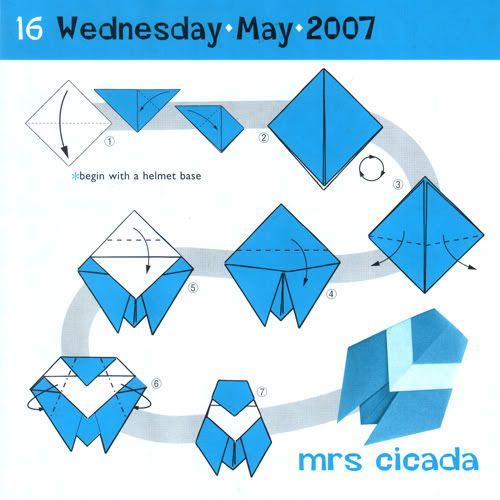 16 Wednesday • May • 2007
1
*begin with a helmet base
2
3
4
5
6
7
mrs cicada